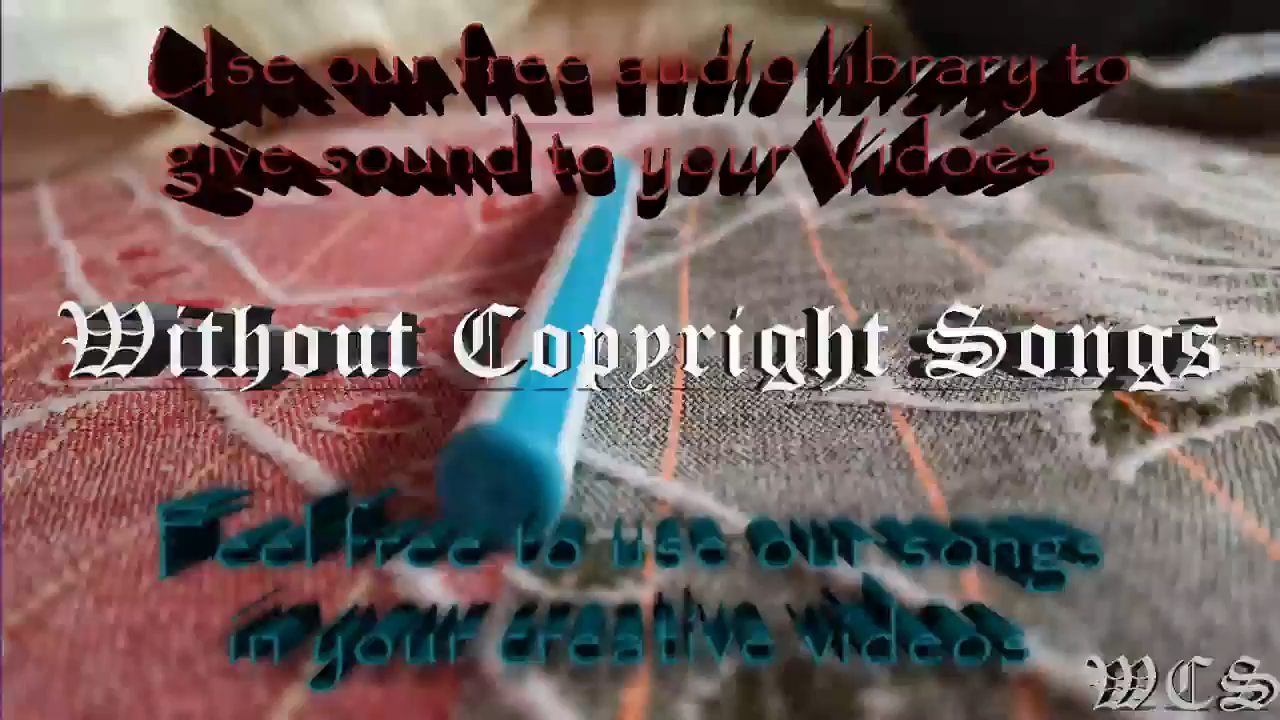 Use our free audio library to
give sound to your Vidoes
Without Copyright Songs
Feel free to use our songs
in your creative videos
WCS